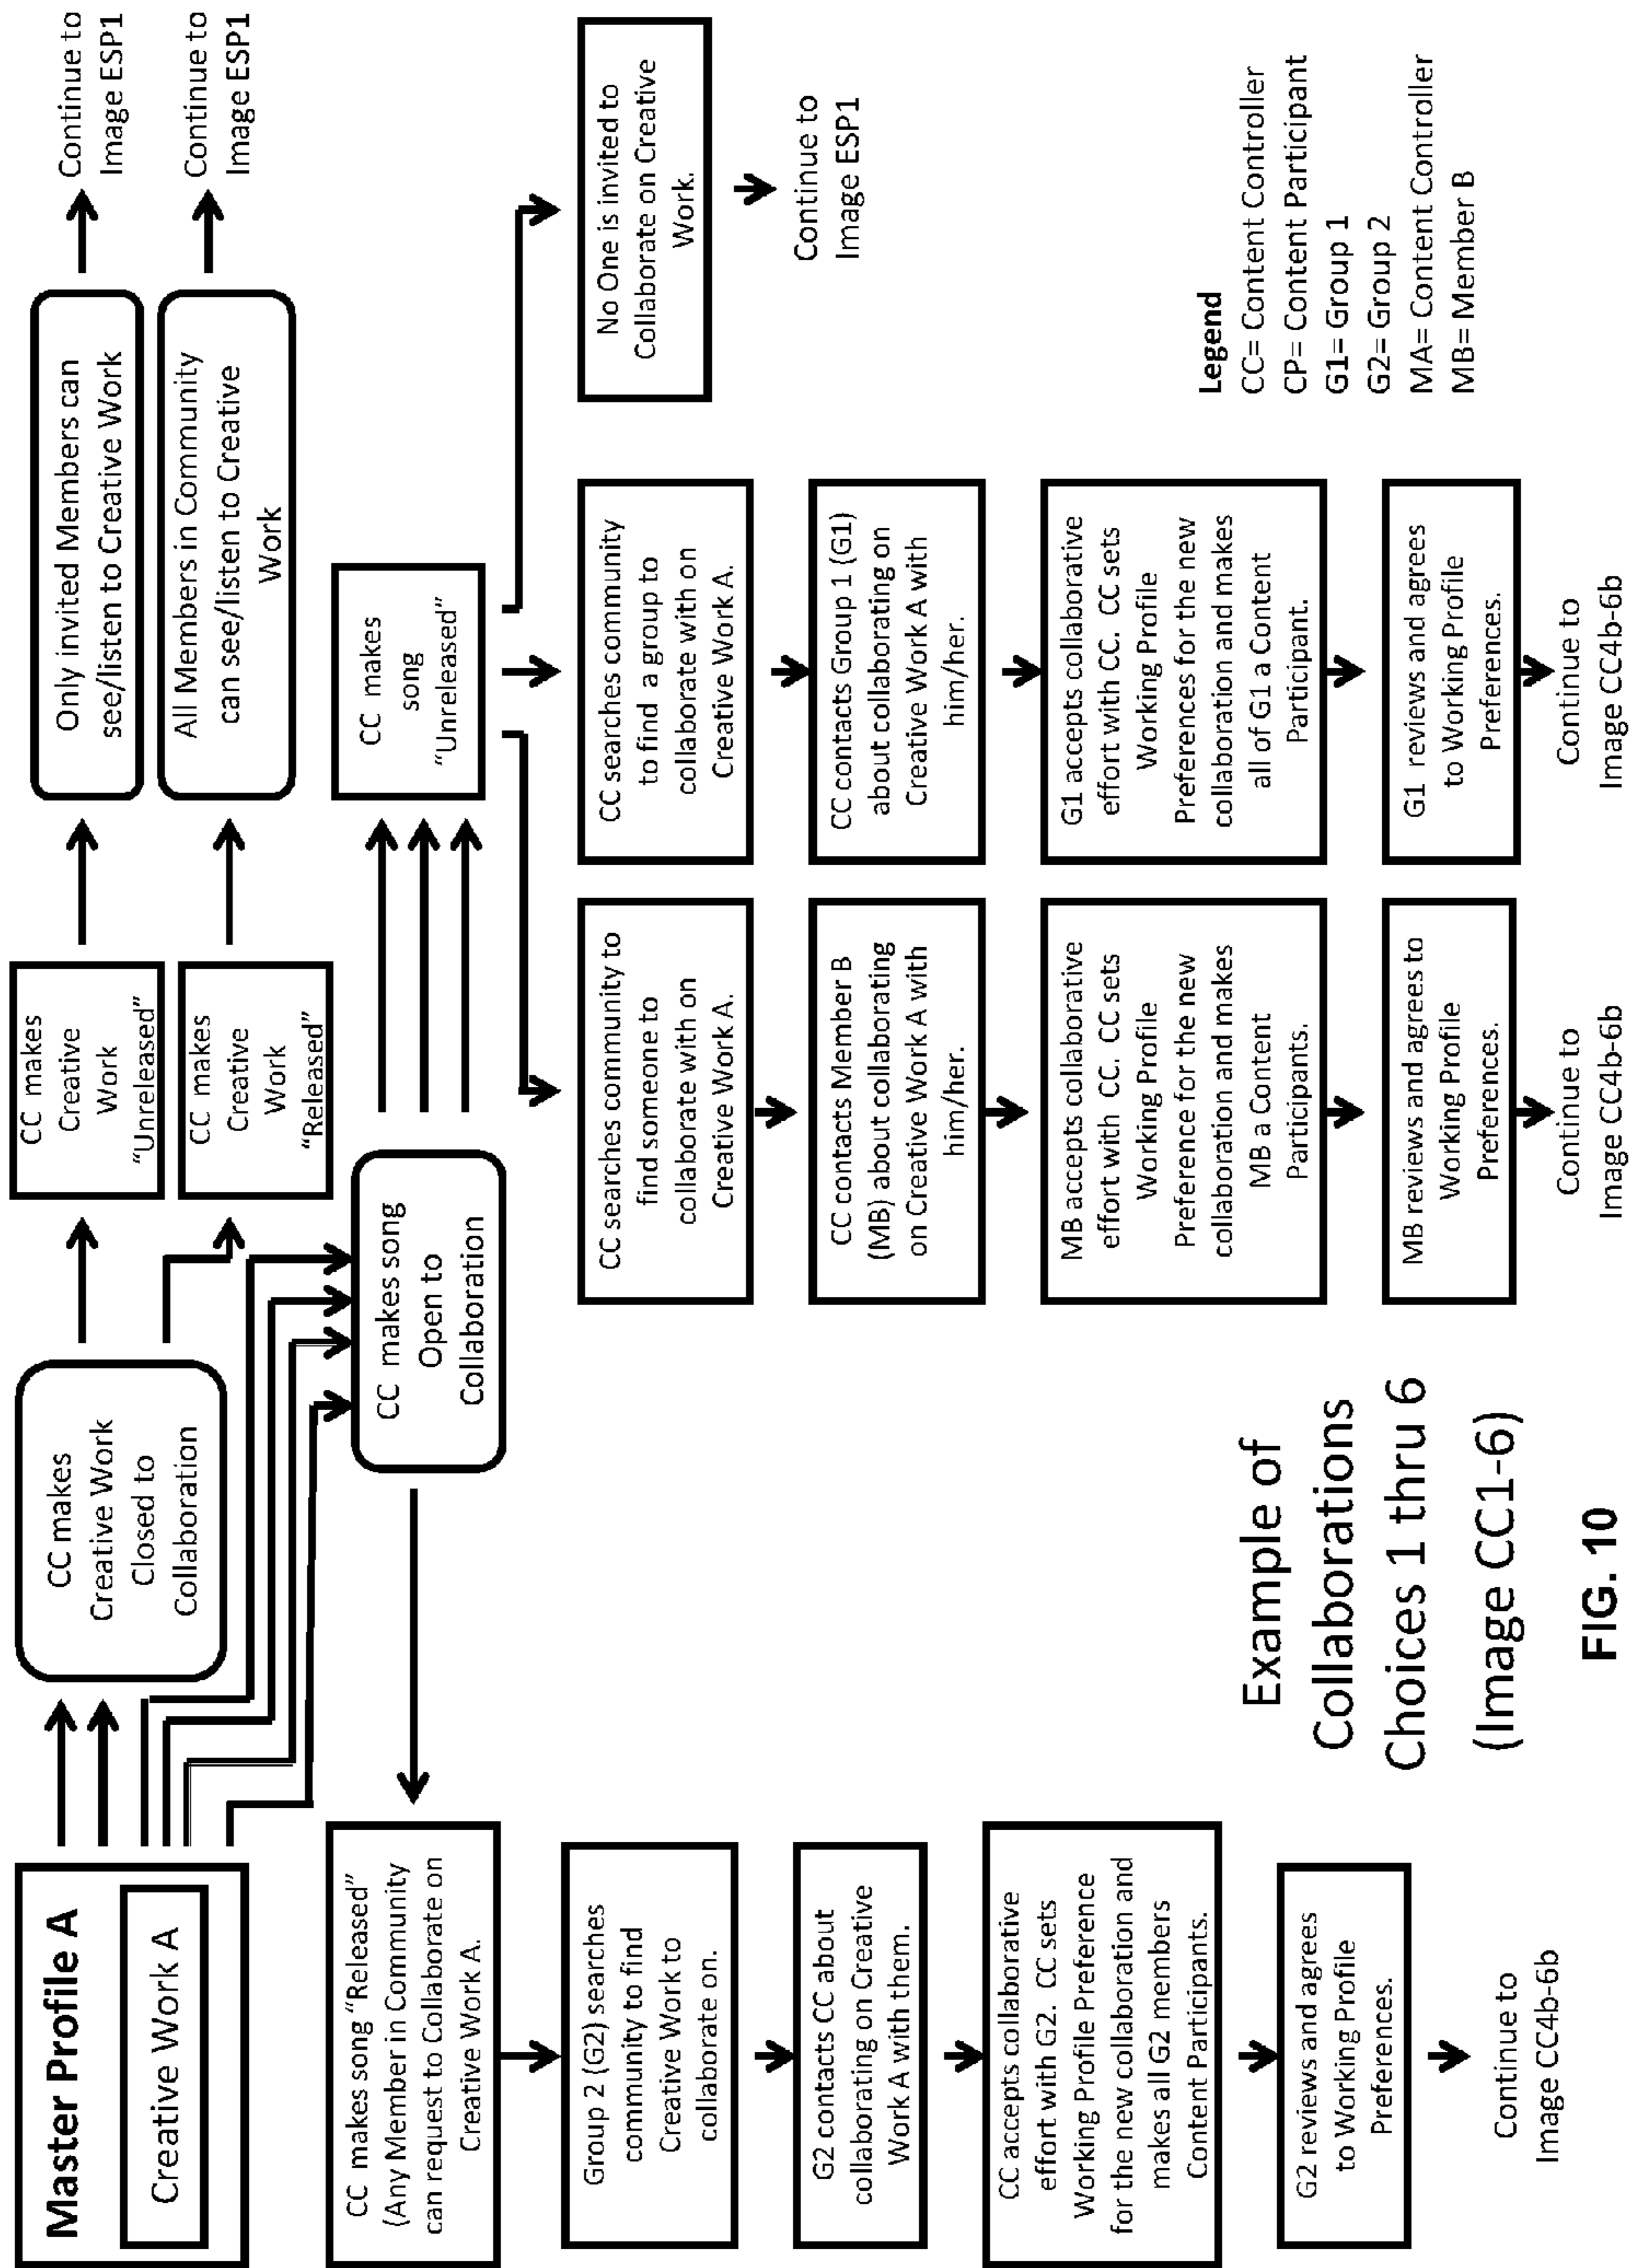 Master Profile A
Creative Work A
CC makes
Creative Work
Closed to
Collaboration
CC makes
Creative
Work
“Unreleased”
Only invited Members can
see/listen to Creative Work
Continue to
Image ESP1
CC makes
Creative
Work
“Released”
All Members in Community
can see/listen to Creative
Work
Continue to
Image ESP1
CC makes song
Open to
Collaboration
CC makes
song
“Unreleased”
CC makes song “Released”
(Any Member in Community
can request to Collaborate on
Creative Work A.
Group 2 (G2) searches
community to find
Creative Work to
collaborate on.
G2 contacts CC about
collaborating on Creative
Work A with them.
CC accepts collaborative
effort with G2. CC sets
Working Profile Preference
for the new collaboration and
makes all G2 members
Content Participants.
G2 reviews and agrees
to Working Profile
Preferences.
Continue to
Image CC4b-6b
CC searches community to
find someone to
collaborate with on
Creative Work A.
CC contacts Member B
(MB) about collaborating
on Creative Work A with
him/her.
MB accepts collaborative
effort with CC. CC sets
Working Profile
Preference for the new
collaboration and makes
MB a Content
Participants.
MB reviews and agrees to
Working Profile
Preferences.
Continue to
Image CC4b-6b
CC searches community
to find a group to
collaborate with on
Creative Work A.
CC contacts Group 1 (G1)
about collaborating on
Creative Work A with
him/her.
G1 accepts collaborative
effort with CC. CC sets
Working Profile
Preferences for the new
collaboration and makes
all of G1 a Content
Participant.
G1 reviews and agrees
to Working Profile
Preferences.
Continue to
Image CC4b-6b
No One is invited to
Collaborate on Creative
Work.
Continue to
Image ESP1
Legend
CC= Content Controller
CP= Content Participant
G1= Group 1
G2= Group 2
MA= Content Controller
MB= Member B
Example of
Collaborations
Choices 1 thru 6
(Image CC1-6)
FIG. 10